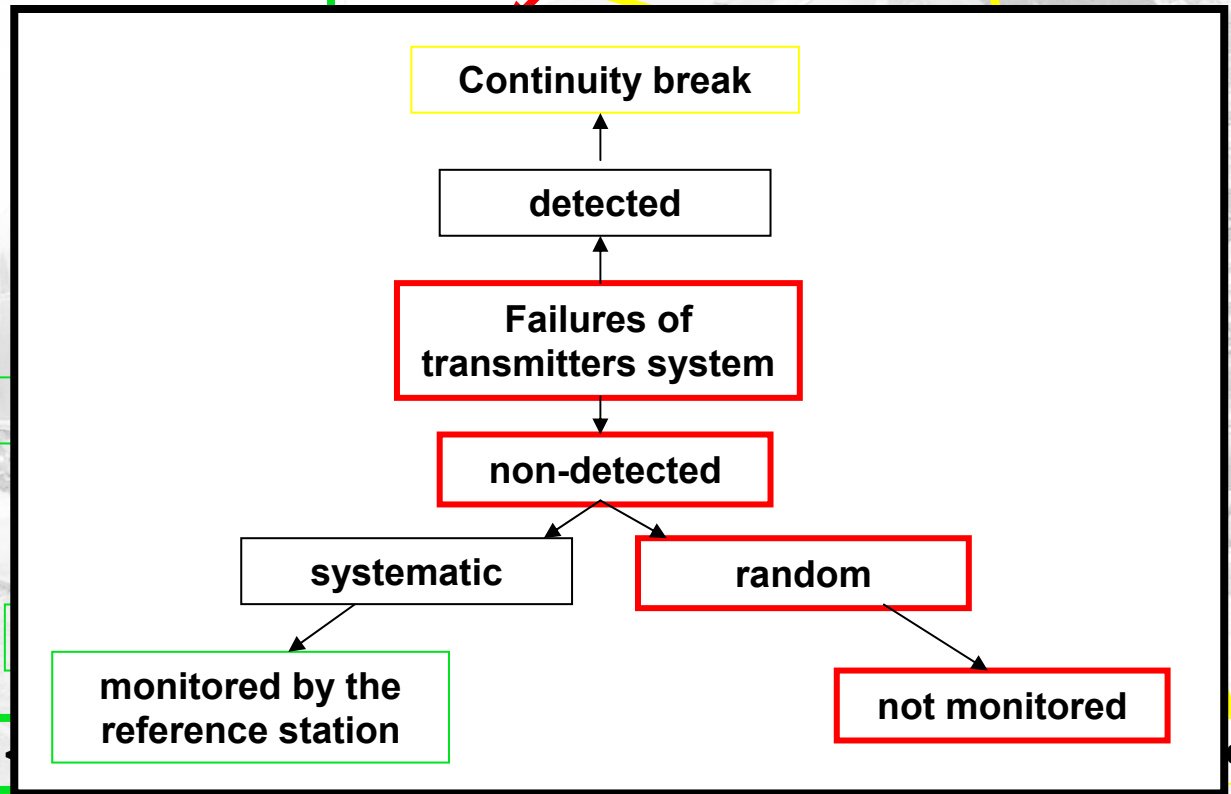 Continuity break
detected
Failures of
transmitters system
non-detected
systematic
random
monitored by the
reference station
not monitored